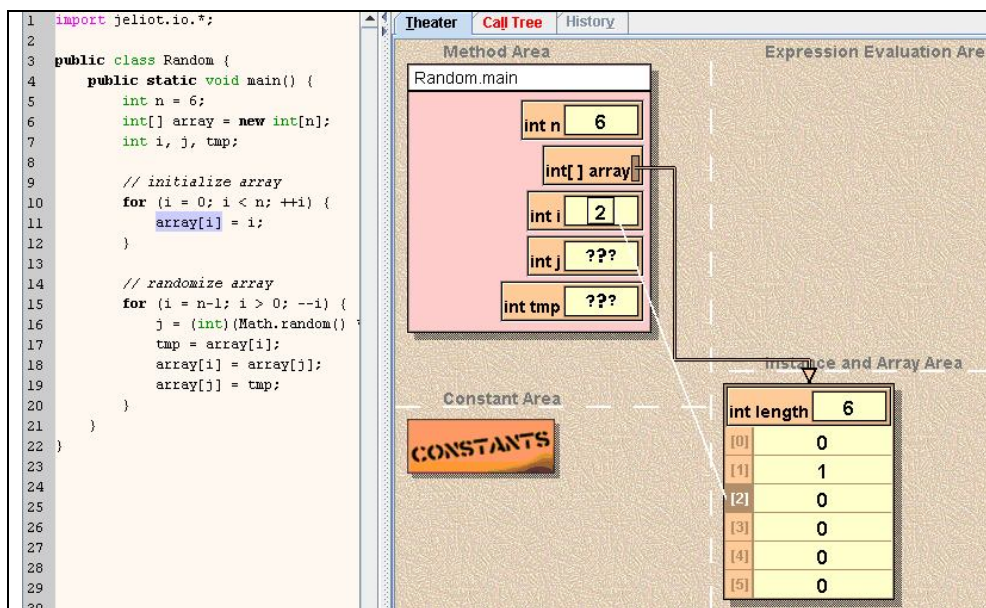 1 import jeliot.io.*;
2
3 public class Random {
4 public static void main() {
5 int n = 6;
6 int[] array = new int[n];
7 int i, j, tmp;
8
9 // initialize array
10 for (i = 0; i < n; ++i) {
11 array[i] = i;
12 }
13
14 // randomize array
15 for (i = n-1; i > 0; --i) {
16 j = (int)(Math.random()
17 tmp = array[i];
18 array[i] = array[j];
19 array[j] = tmp;
20 }
21 }
22 }
23
24
25
26
27
28
29
30
Theater Call Tree History
Method Area
Random.main
int n 6
int[ ] array
int i 2
int j ???
int tmp ???
Constant Area
CONSTANTS
Expression Evaluation Are
Instance and Array Area
int length 6
[0] 0
[1] 1
[2] 0
[3] 0
[4] 0
[5] 0